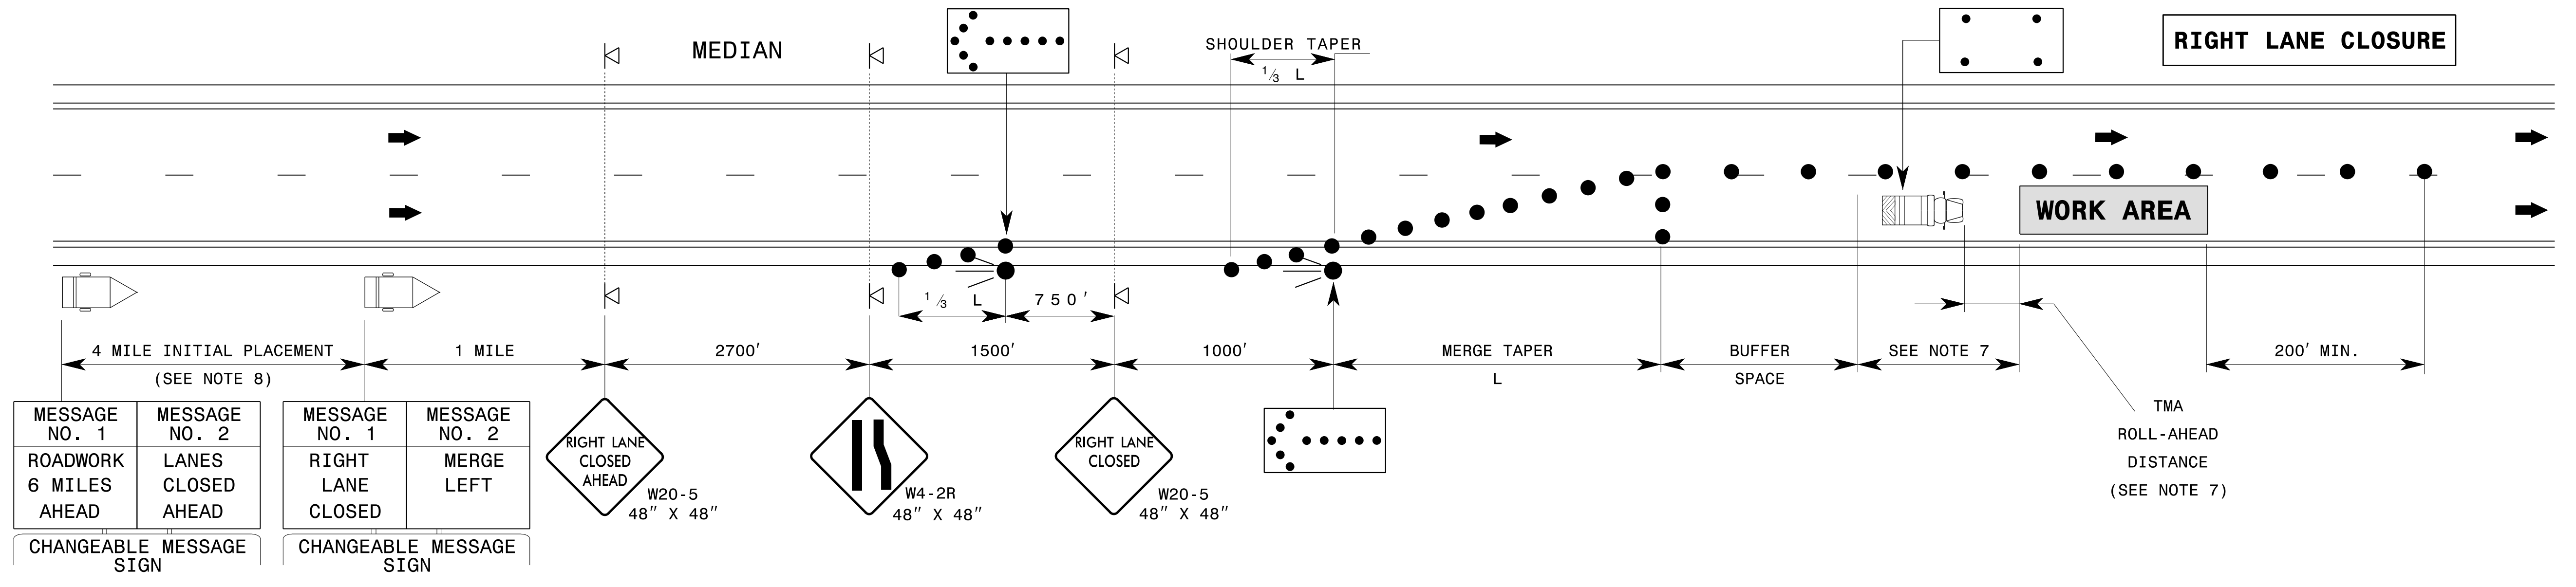 MEDIAN
SHOULDER TAPER
1/3 L
RIGHT LANE CLOSURE
WORK AREA
1/3 L
750'
4 MILE INITIAL PLACEMENT
(SEE NOTE 8)
1 MILE
2700'
1500'
1000'
MERGE TAPER
L
BUFFER
SPACE
SEE NOTE 7
200' MIN.
TMA
ROLL-AHEAD
DISTANCE
(SEE NOTE 7)
MESSAGE
NO. 1
ROADWORK
6 MILES
AHEAD
MESSAGE
NO. 2
LANES
CLOSED
AHEAD
CHANGEABLE MESSAGE
SIGN
MESSAGE
NO. 1
RIGHT
LANE
CLOSED
MESSAGE
NO. 2
MERGE
LEFT
CHANGEABLE MESSAGE
SIGN
RIGHT LANE
CLOSED
AHEAD
W20-5
48" X 48"
W4-2R
48" X 48"
RIGHT LANE
CLOSED
W20-5
48" X 48"